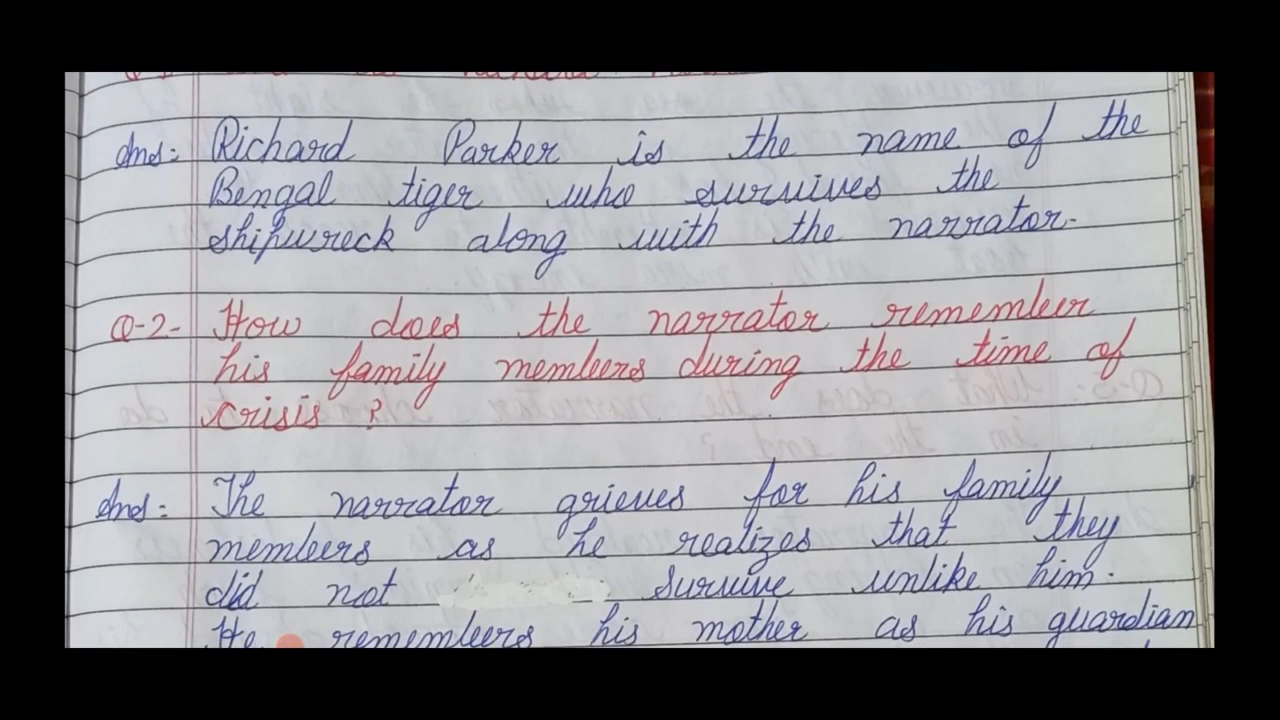 Ans: Richard Parker is the name of the
Bengal tiger who survives the
shipwreck along with the narrator.
Q-2- How does the narrator remember
his family members during the time of
crisis ?
Ans: The narrator grieves for his family
members as he realizes that they
did not survive unlike him.
He remembers his mother as his guardian